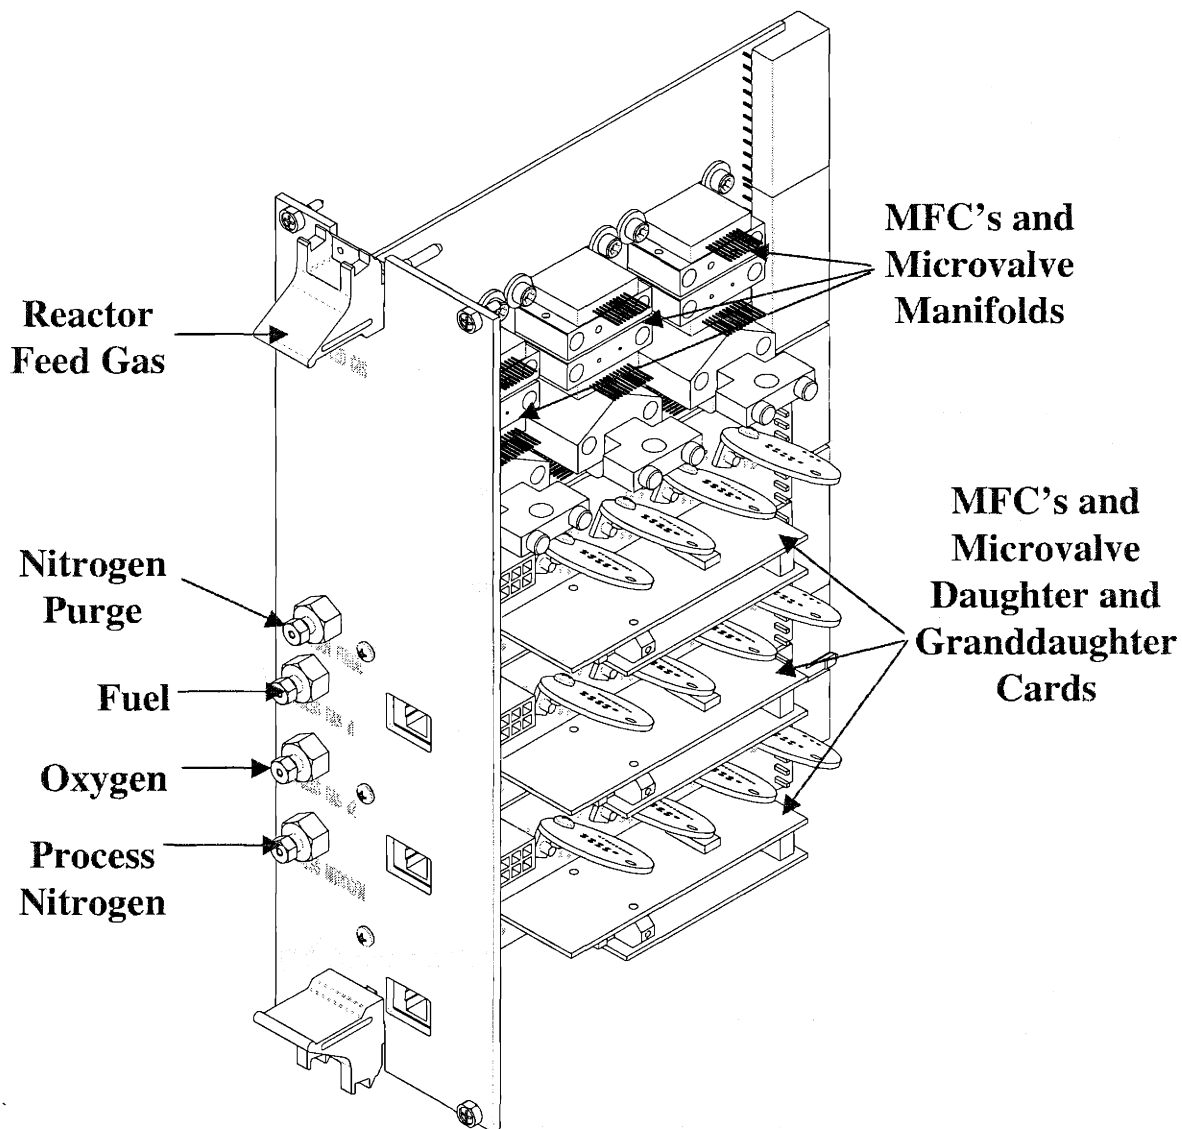 MFC's and
Microvalve
Manifolds
Reactor
Feed Gas
MFC's and
Microvalve
Daughter and
Granddaughter
Cards
Nitrogen
Purge
Fuel
Oxygen
Process
Nitrogen